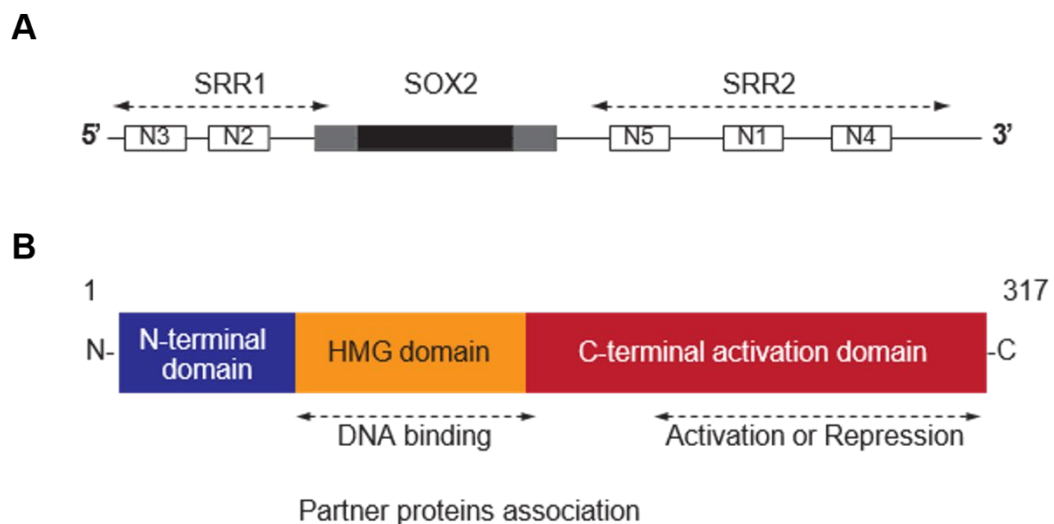 A
SRR1 SOX2 SRR2
5’ N3 N2 N5 N1 N4 3’
B
1 317
N- N-terminal domain HMG domain C-terminal activation domain -C
DNA binding Activation or Repression
Partner proteins association